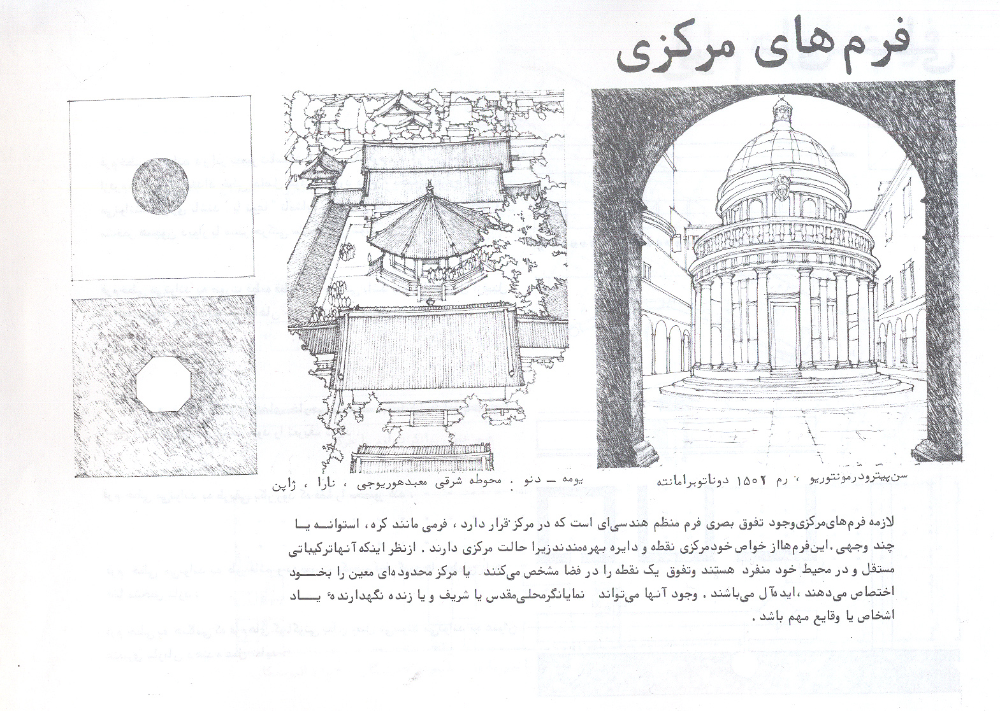 فرم‌های مرکزی
سن‌پیترودرمونتوریو ، رم ۱۵۰۲ دوناتوبرامانته
یومه ـ دنو . محوطه شرقی معبدهوریوجی ، نارا ، ژاپن
لازمه فرم‌های‌مرکزی‌وجود تفوق بصری فرم منظم هندسی‌ای است که در مرکز قرار دارد ، فرمی مانند کره، استوانـه یـا
چند وجهی .این‌فرم‌هااز خواص خودمرکزی نقطه و دایره بهره‌مندندزیرا حالت مرکزی دارند . ازنظر اینکه آنهاترکیباتی
مستقل و در محیط خود منفرد هستند وتفوق یک نقطه را در فضا مشخص می‌کنند یا مرکز محدوده‌ای معین را بخـود
اختصاص می‌دهند ،ایده‌آل می‌باشند . وجود آنها می‌تواند نمایانگرمحلی‌مقدس یا شریف و یا زنده نگهدارنده‌ٔ یـاد
اشخاص یا وقایع مهم باشد .